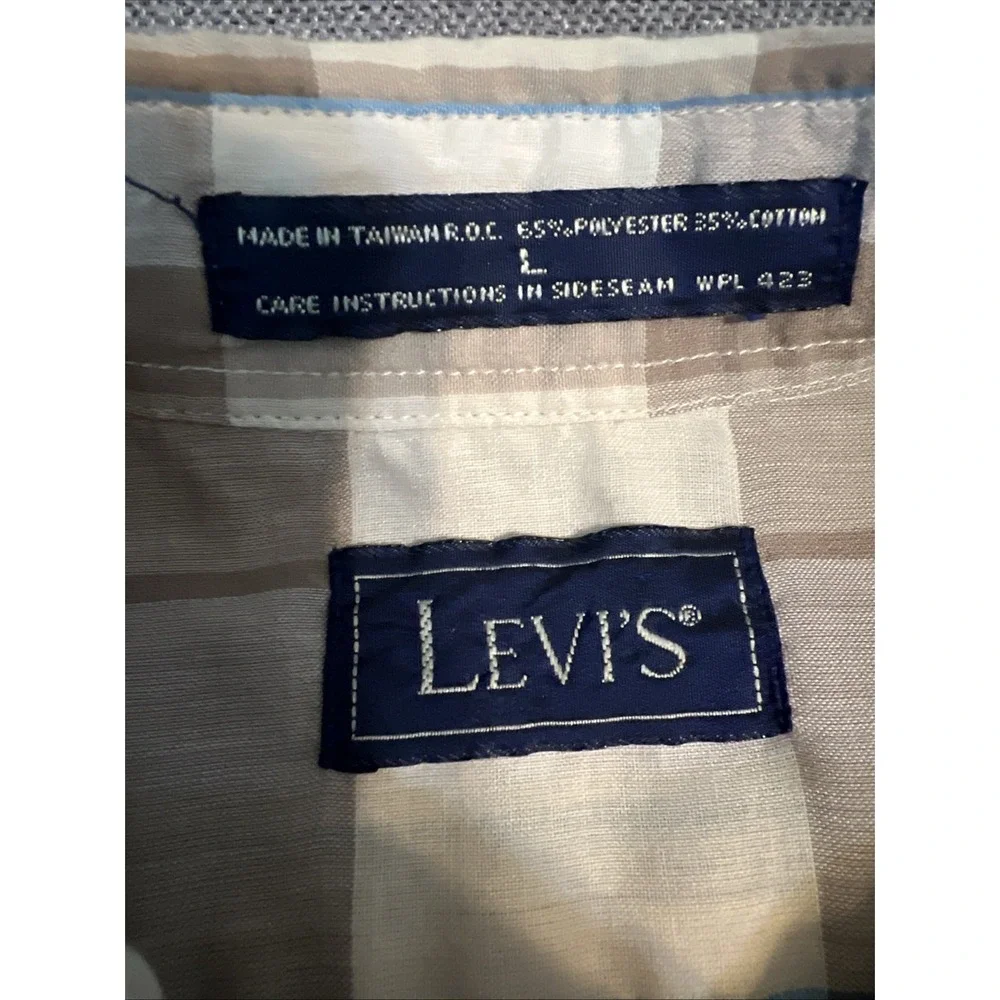 MADE IN TAIWAN R.O.C. 65% POLYESTER 35% COTTON
L
CARE INSTRUCTIONS IN SIDESEAM WPL 423
LEVI'S®